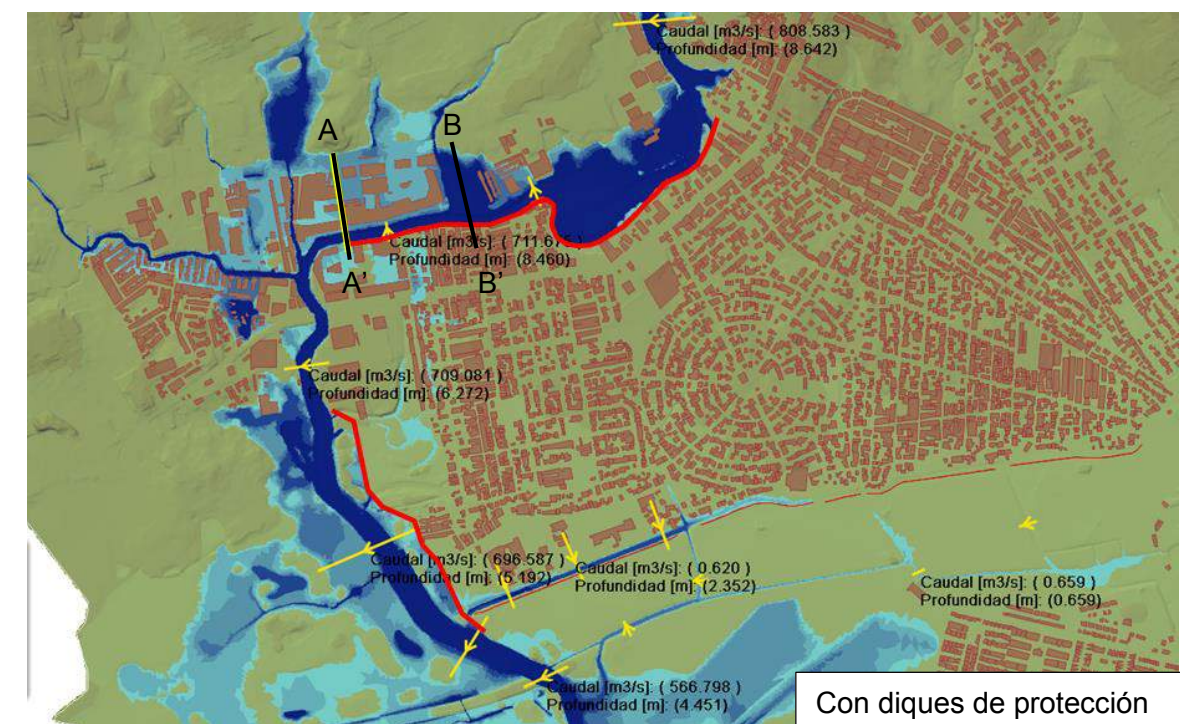 Caudal [m3/s]: ( 808.583 )
Profundidad [m]: (8.642)
A
B
Caudal [m3/s]: ( 711.675 )
Profundidad [m]: (8.460)
A’
B’
Caudal [m3/s]: ( 709.081 )
Profundidad [m]: (6.272)
Caudal [m3/s]: ( 696.587 )
Profundidad [m]: (5.192)
Caudal [m3/s]: ( 0.620 )
Profundidad [m]: (2.352)
Caudal [m3/s]: ( 0.659 )
Profundidad [m]: (0.659)
Caudal [m3/s]: ( 566.798 )
Profundidad [m]: (4.451)
Con diques de protección